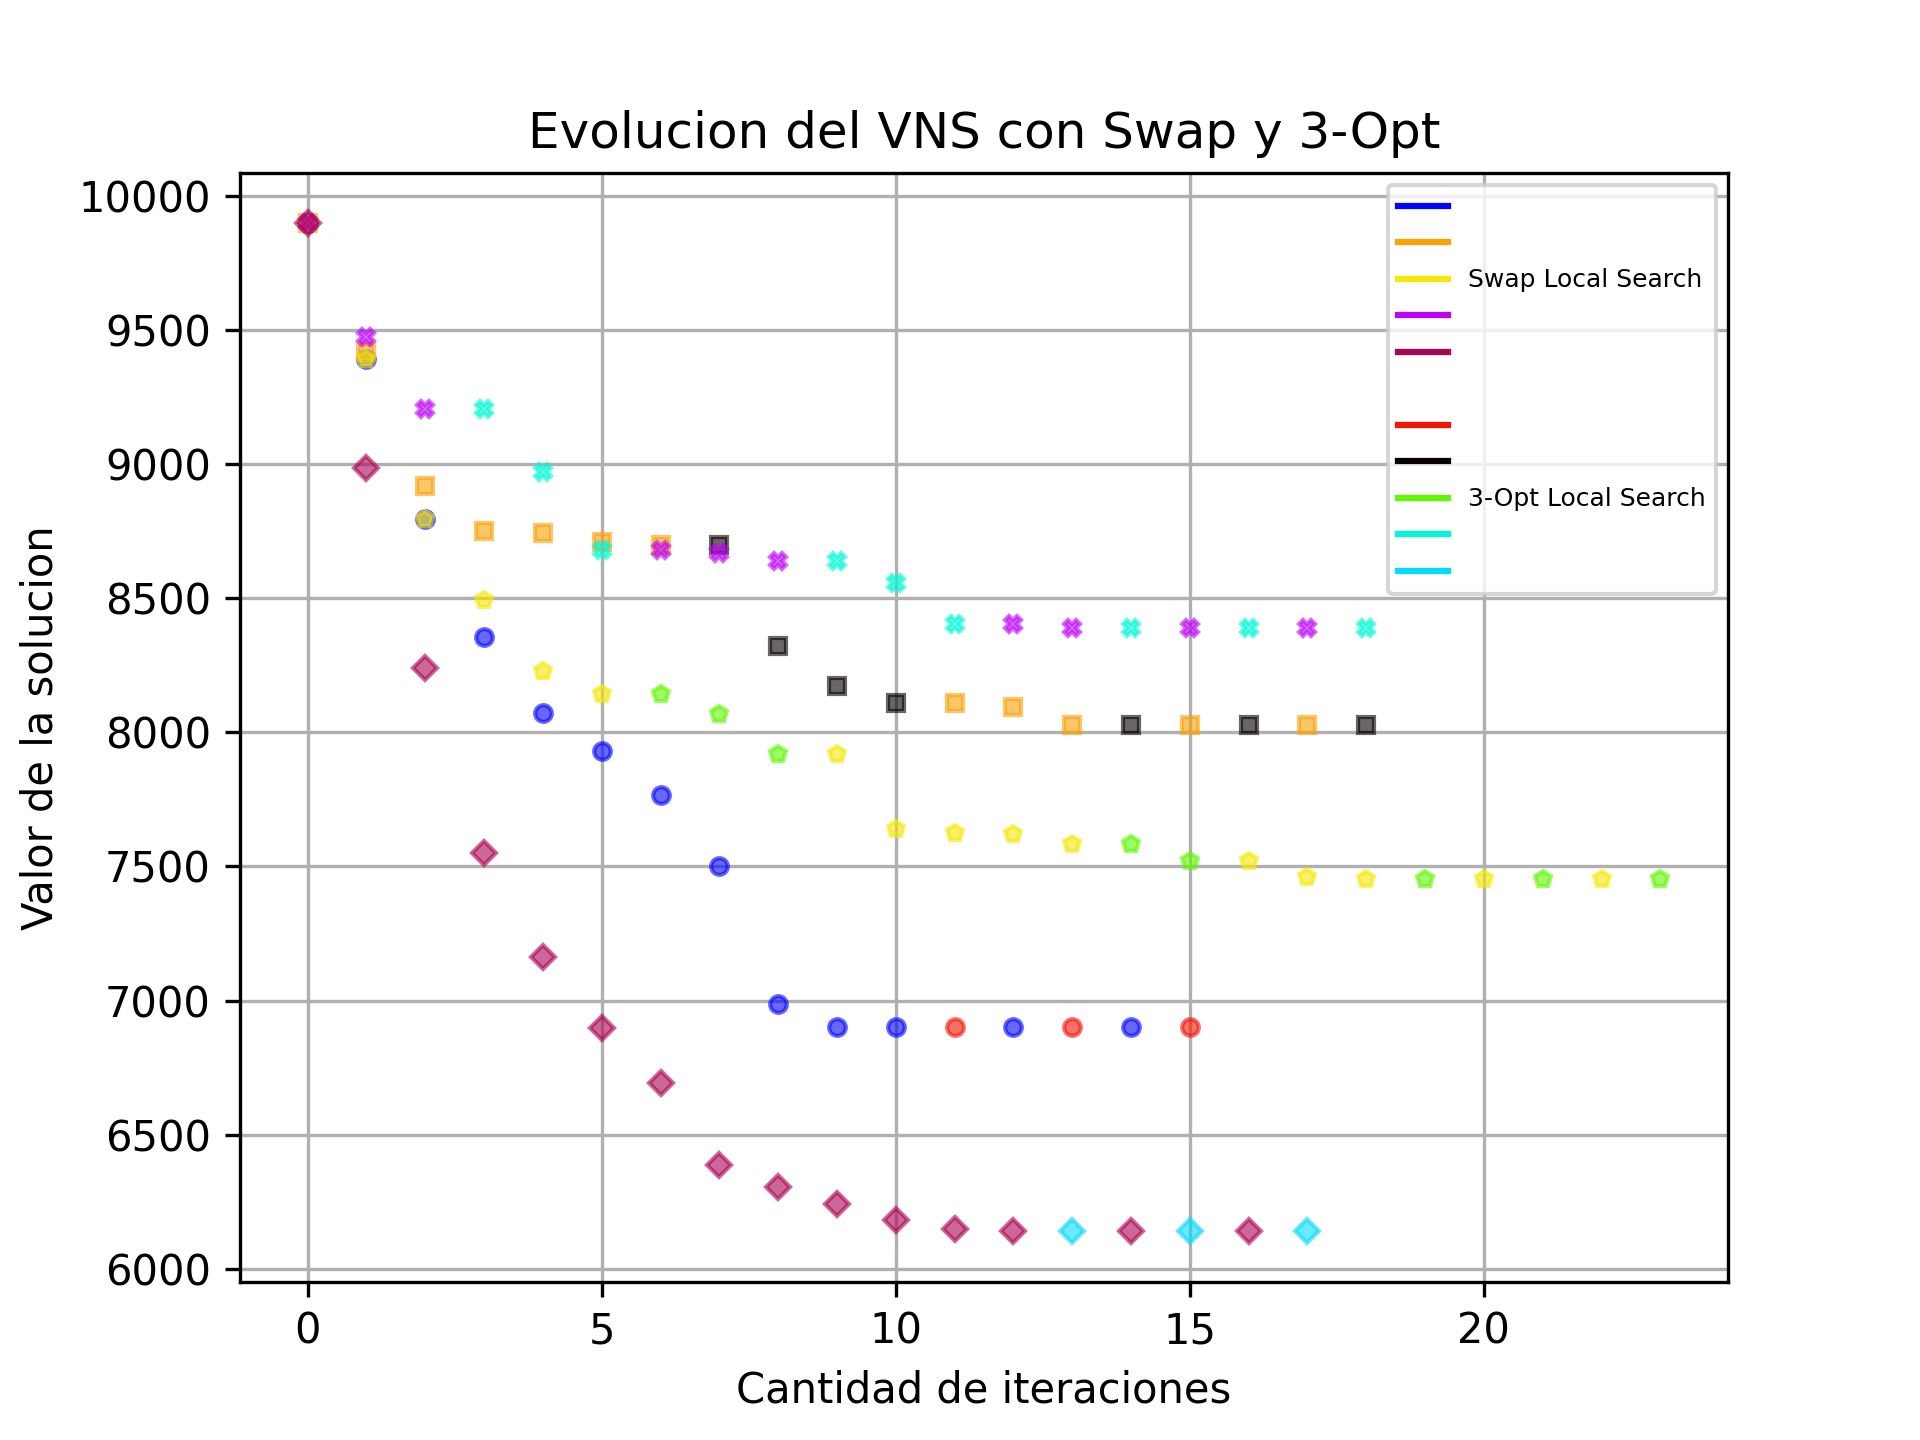 Evolucion del VNS con Swap y 3-Opt
10000
9500
9000
8500
8000
7500
7000
6500
6000
Valor de la solucion
Swap Local Search
3-Opt Local Search
0 5 10 15 20
Cantidad de iteraciones